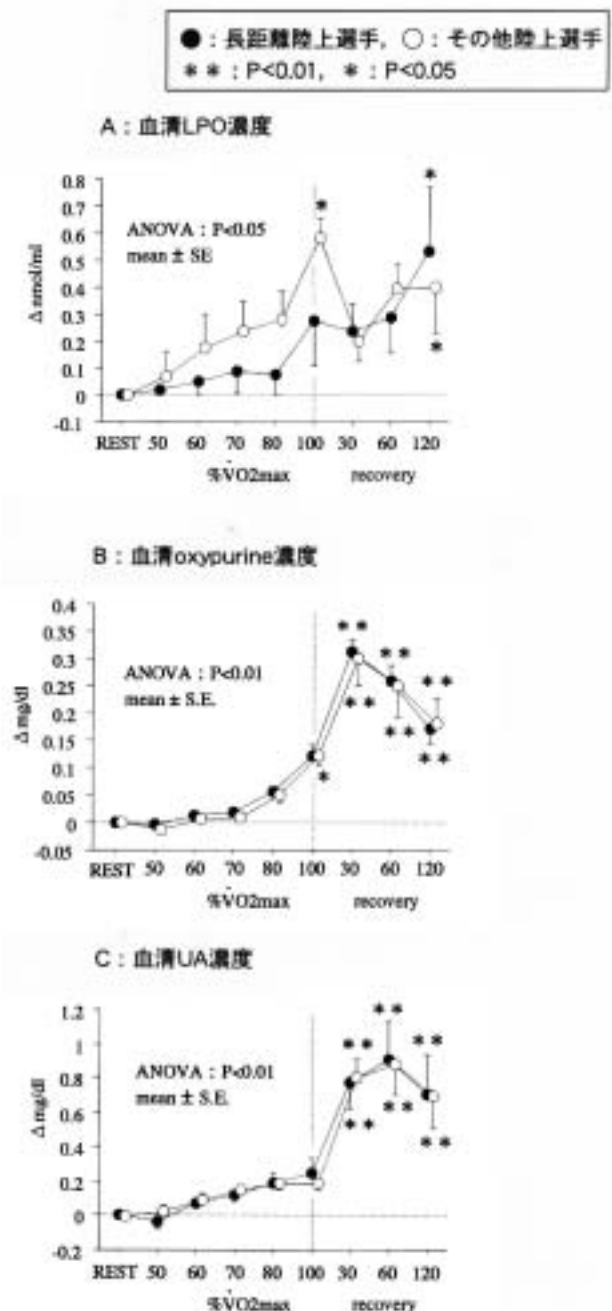 ●：長距離陸上選手，○：その他陸上選手
＊＊：P<0.01，＊：P<0.05
A：血清LPO濃度
0.8
0.7
0.6
0.5
0.4
0.3
0.2
0.1
0
-0.1
Δ nmol/ml
ANOVA : P<0.05
mean ± SE
＊
＊
＊
REST 50 60 70 80 100 30 60 120
%V̇O2max recovery
B：血清oxypurine濃度
0.4
0.35
0.3
0.25
0.2
0.15
0.1
0.05
0
-0.05
Δ mg/dl
ANOVA : P<0.01
mean ± S.E.
＊＊ ＊＊ ＊＊
＊ ＊＊ ＊＊ ＊＊
REST 50 60 70 80 100 30 60 120
%V̇O2max recovery
C：血清UA濃度
1.2
1
0.8
0.6
0.4
0.2
0
-0.2
Δ mg/dl
ANOVA : P<0.01
mean ± S.E.
＊＊ ＊＊ ＊＊
＊＊ ＊＊ ＊＊
REST 50 60 70 80 100 30 60 120
%V̇O2max recovery